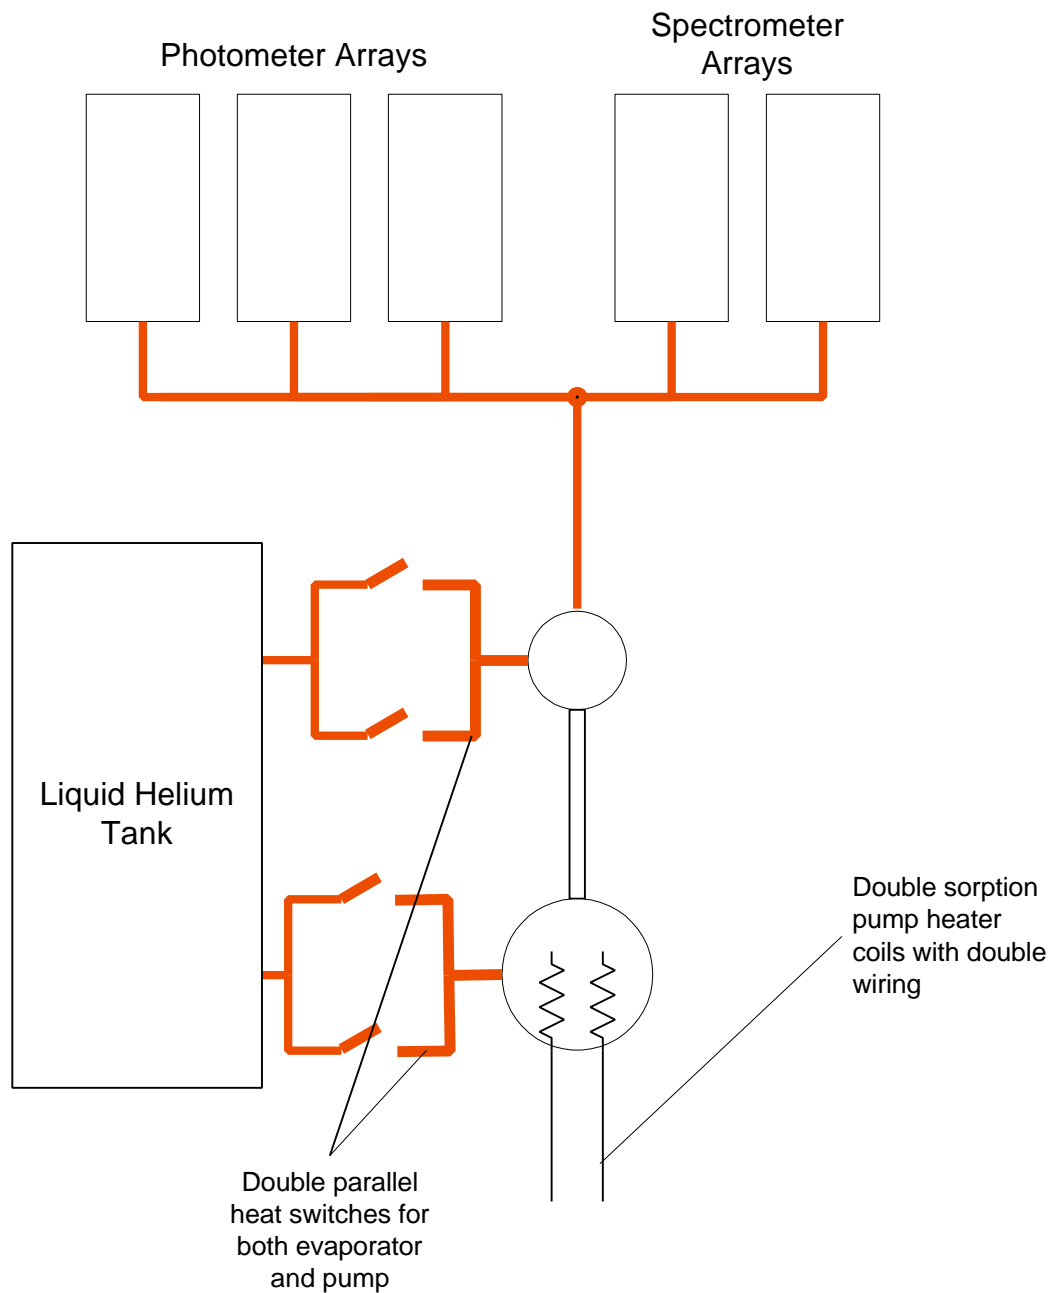 Photometer Arrays
Spectrometer
Arrays
Liquid Helium
Tank
Double sorption
pump heater
coils with double
wiring
Double parallel
heat switches for
both evaporator
and pump